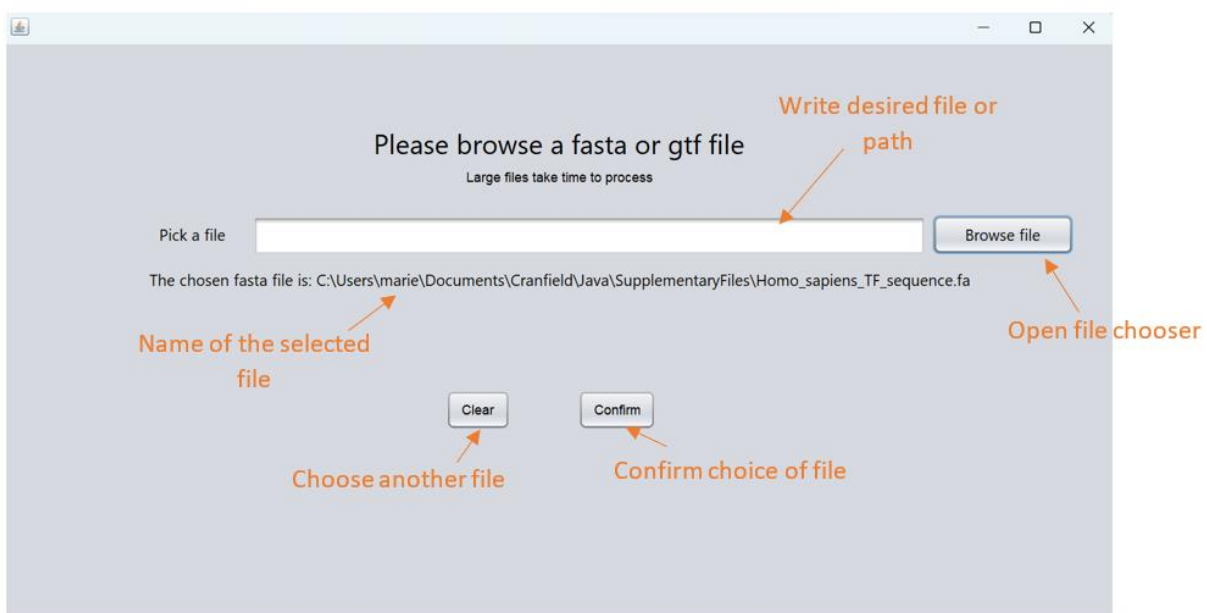 Write desired file or
path
Please browse a fasta or gtf file
Large files take time to process
Pick a file
Browse file
The chosen fasta file is: C:\Users\marie\Documents\Cranfield\Java\SupplementaryFiles\Homo_sapiens_TF_sequence.fa
Open file chooser
Name of the selected
file
Clear
Confirm
Choose another file
Confirm choice of file